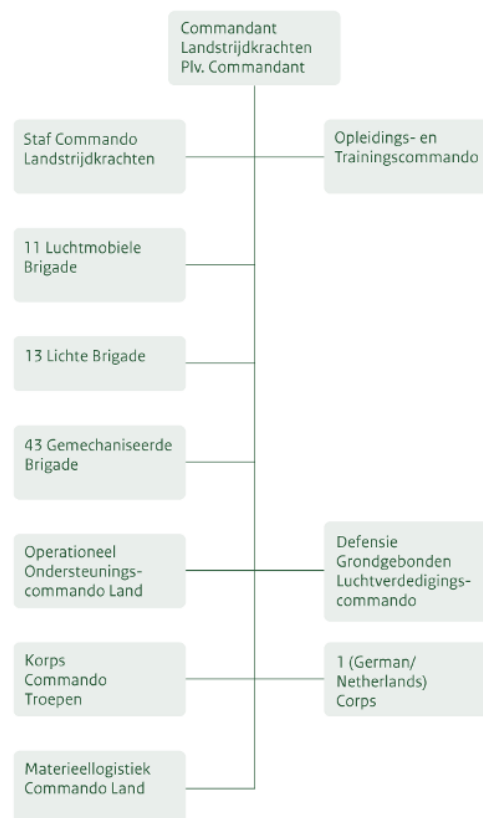 Commandant
Landstrijdkrachten
Plv. Commandant
Staf Commando
Landstrijdkrachten
Opleidings- en
Trainingscommando
11 Luchtmobiele
Brigade
13 Lichte Brigade
43 Gemechaniseerde
Brigade
Operationeel
Ondersteunings-
commando Land
Defensie
Grondgebonden
Luchtverdedigings-
commando
Korps
Commando
Troepen
1 (German/
Netherlands)
Corps
Materieellogistiek
Commando Land